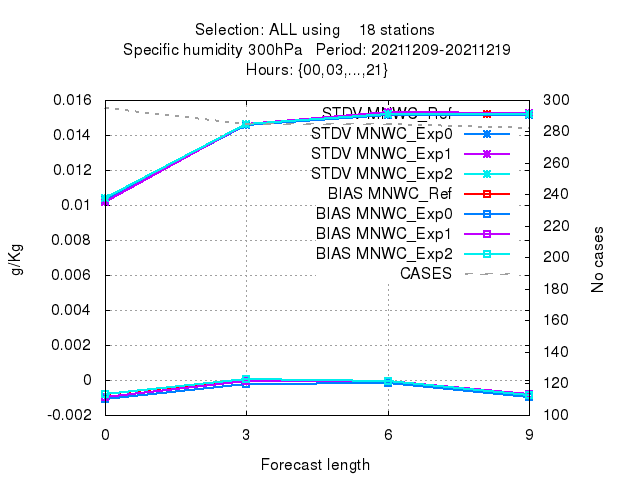 Selection: ALL using 18 stations
Specific humidity 300hPa Period: 20211209-20211219
Hours: {00,03,...,21}
0.016
0.014
0.012
0.01
0.008
0.006
0.004
0.002
0
-0.002
g/Kg
STDV MNWC_Ref
STDV MNWC_Exp0
STDV MNWC_Exp1
STDV MNWC_Exp2
BIAS MNWC_Ref
BIAS MNWC_Exp0
BIAS MNWC_Exp1
BIAS MNWC_Exp2
CASES
300
280
260
240
220
200
180
160
140
120
100
No cases
0 3 6 9
Forecast length